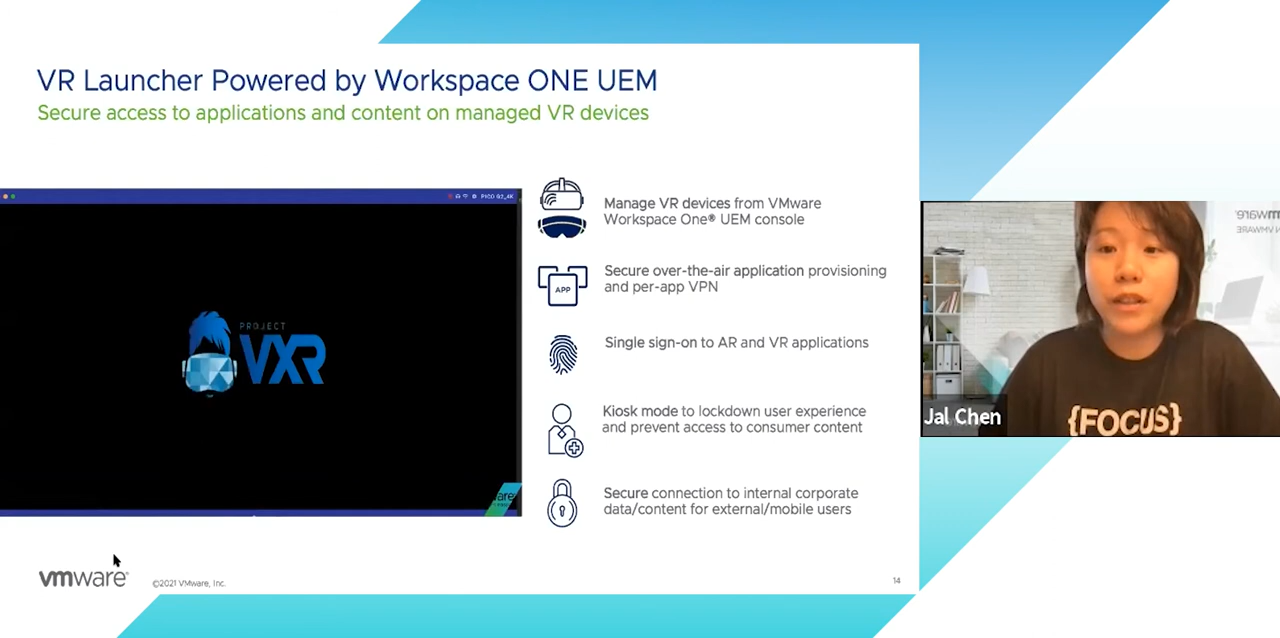 VR Launcher Powered by Workspace ONE UEM
Secure access to applications and content on managed VR devices
PROJECT
VXR
Manage VR devices from VMware
Workspace One® UEM console
APP
Secure over-the-air application provisioning
and per-app VPN
Single sign-on to AR and VR applications
Kiosk mode to lockdown user experience
and prevent access to consumer content
Secure connection to internal corporate
data/content for external/mobile users
vmware®
©2021 VMware, Inc.
14
{FOCUS}
Jal Chen